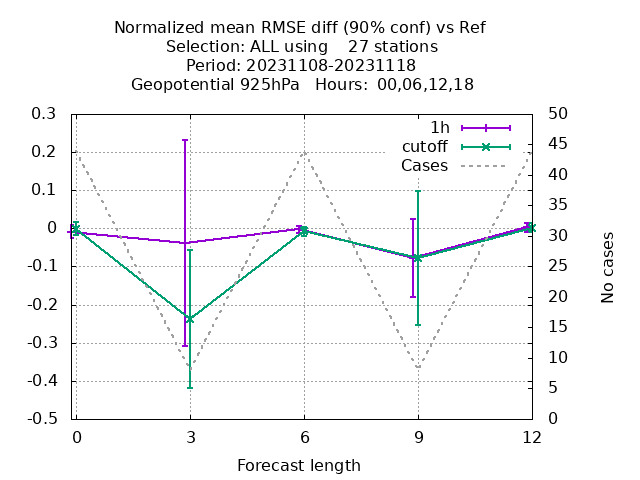 Normalized mean RMSE diff (90% conf) vs Ref
Selection: ALL using    27 stations
Period: 20231108-20231118
Geopotential 925hPa   Hours: 00,06,12,18
0.3
0.2
0.1
0
-0.1
-0.2
-0.3
-0.4
-0.5
1h
cutoff
Cases
50
45
40
35
30
25
20
15
10
5
0
No cases
0 3 6 9 12
Forecast length